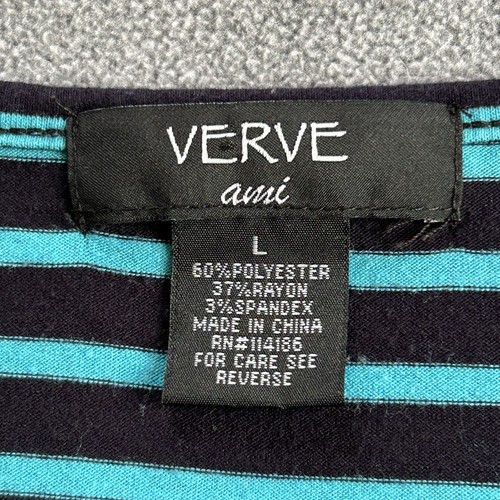 VERVE
ami
L
60%POLYESTER
37%RAYON
3%SPANDEX
MADE IN CHINA
RN#114186
FOR CARE SEE
REVERSE